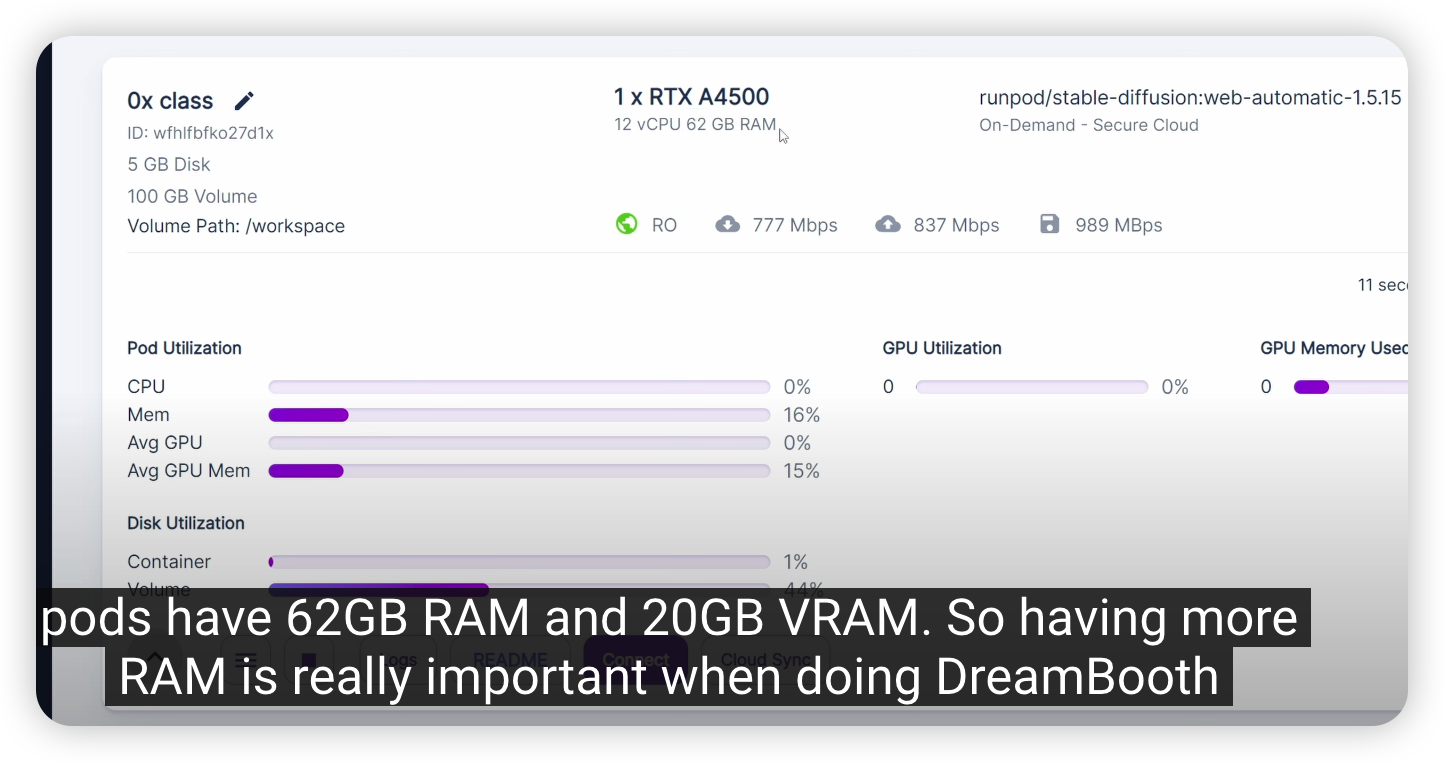 0x class
ID: wfhlfbfko27d1x
5 GB Disk
100 GB Volume
Volume Path: /workspace
1 x RTX A4500
12 vCPU 62 GB RAM
runpod/stable-diffusion:web-automatic-1.5.15
On-Demand - Secure Cloud
RO 777 Mbps 837 Mbps 989 MBps
11 sec
Pod Utilization
CPU 0%
Mem 16%
Avg GPU 0%
Avg GPU Mem 15%
GPU Utilization
0 0%
GPU Memory Used
0
Disk Utilization
Container 1%
Volume 44%
Logs README Connect Cloud Sync
pods have 62GB RAM and 20GB VRAM. So having more
RAM is really important when doing DreamBooth